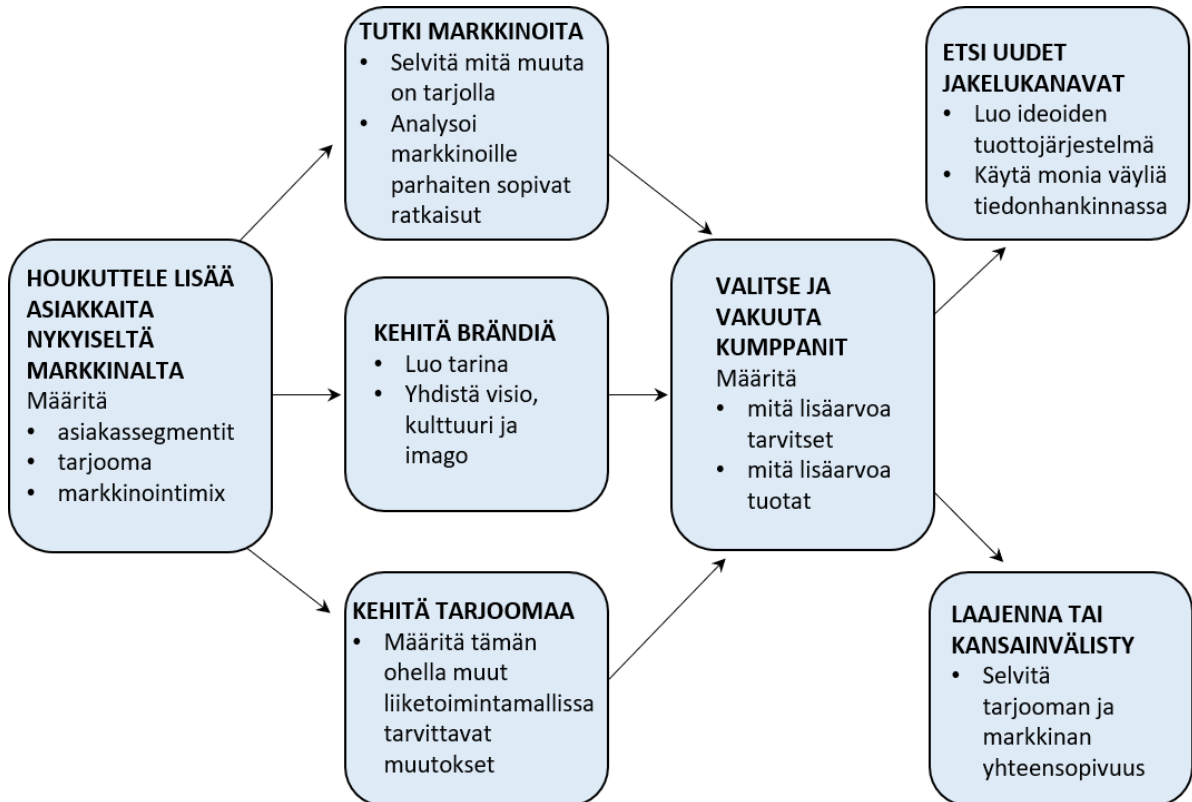 HOUKUTTELE LISÄÄ
ASIAKKAITA
NYKYISELTÄ
MARKKINALTA
Määritä
• asiakassegmentit
• tarjooma
• markkinointimix
TUTKI MARKKINOITA
• Selvitä mitä muuta
on tarjolla
• Analysoi
markkinoille
parhaiten sopivat
ratkaisut
KEHITÄ BRÄNDIÄ
• Luo tarina
• Yhdistä visio,
kulttuuri ja
imago
KEHITÄ TARJOOMAA
• Määritä tämän
ohella muut
liiketoimintamallissa
tarvittavat
muutokset
VALITSE JA
VAKUUTA
KUMPPANIT
Määritä
• mitä lisäarvoa
tarvitset
• mitä lisäarvoa
tuotat
ETSI UUDET
JAKELUKANAVAT
• Luo ideoiden
tuottojärjestelmä
• Käytä monia väyliä
tiedonhankinnassa
LAAJENNA TAI
KANSAINVÄLISTY
• Selvitä
tarjooman ja
markkinan
yhteensopivuus